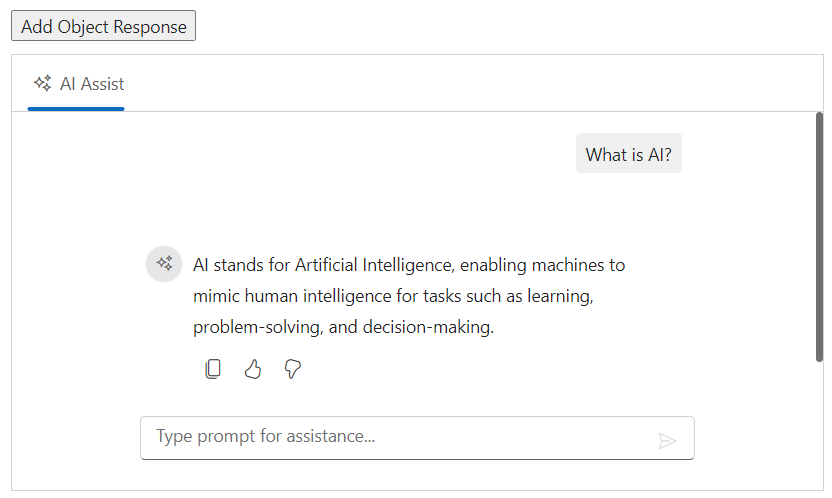 Add Object Response
AI Assist
What is AI?
AI stands for Artificial Intelligence, enabling machines to
mimic human intelligence for tasks such as learning,
problem-solving, and decision-making.
Type prompt for assistance...